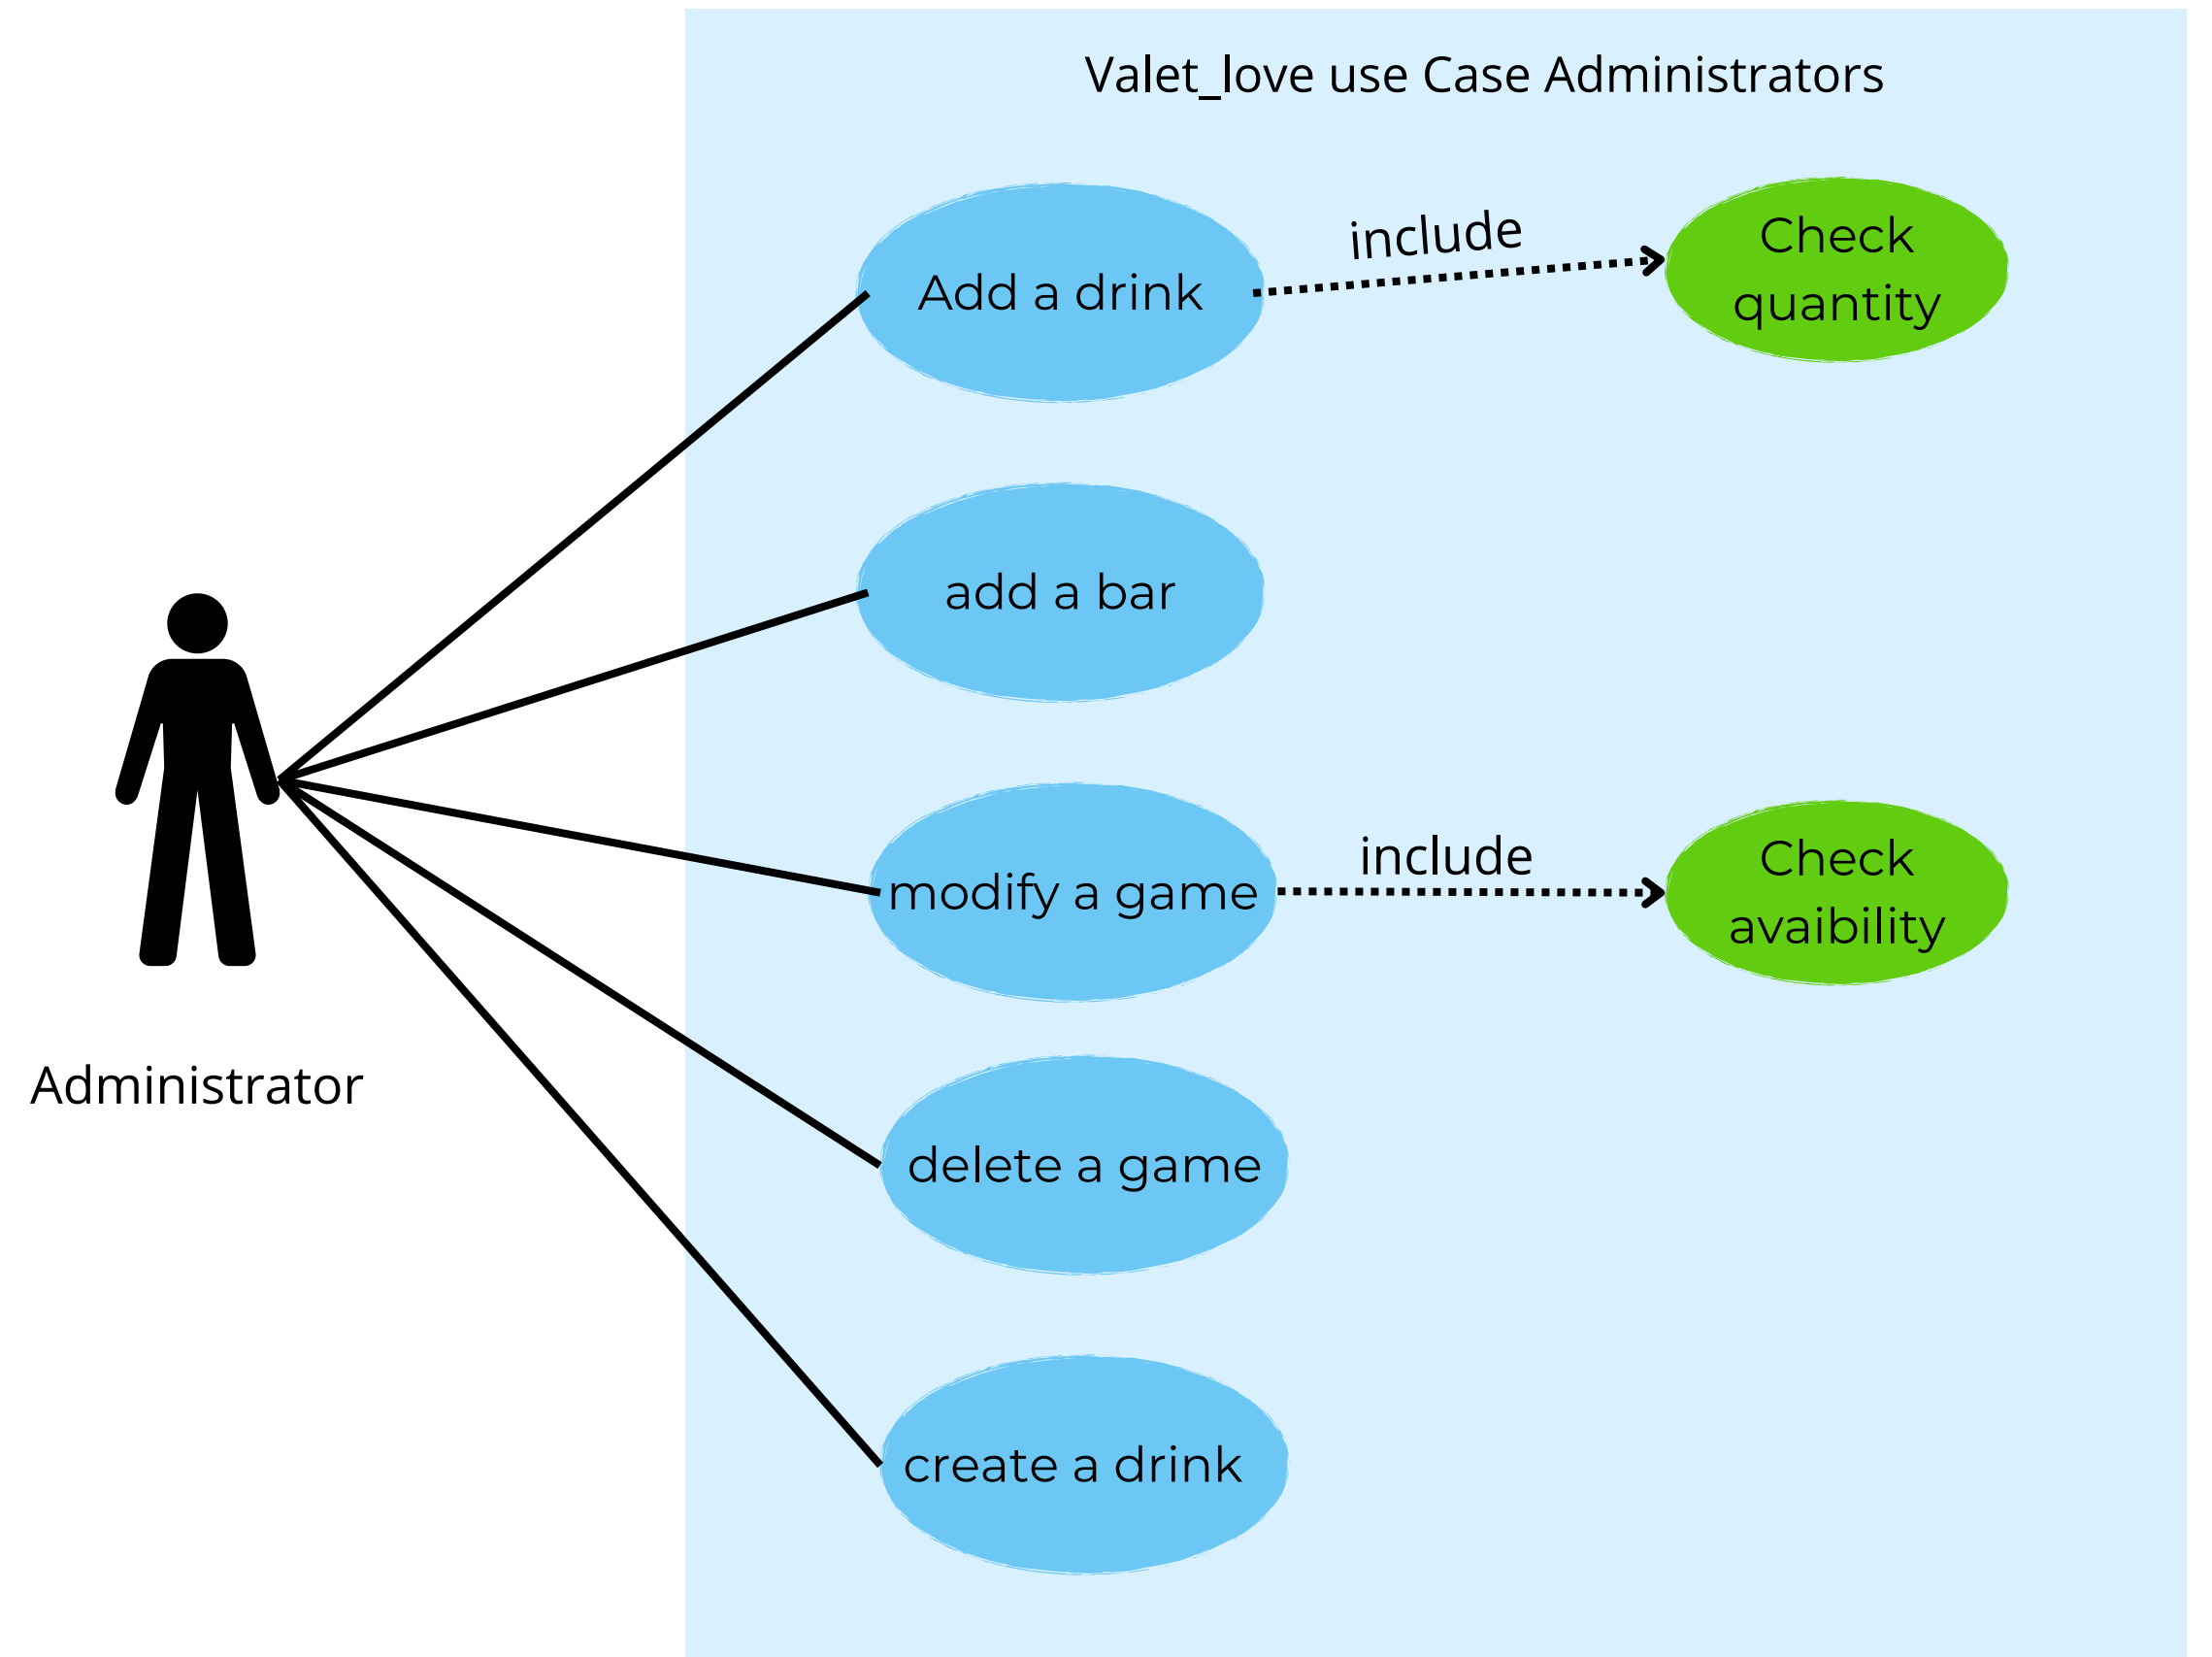 Valet_love use Case Administrators
Add a drink
include
Check
quantity
add a bar
modify a game
include
Check
avaibility
Administrator
delete a game
create a drink